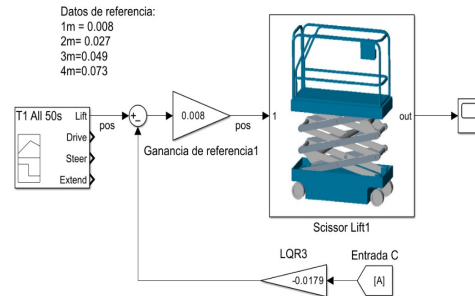 Datos de referencia:
1m = 0.008
2m= 0.027
3m=0.049
4m=0.073
T1 All 50s
Lift
Drive
Steer
Extend
pos
+
-
0.008
pos
Ganancia de referencia1
1
out
Scissor Lift1
LQR3
-0.0179
Entrada C
[A]